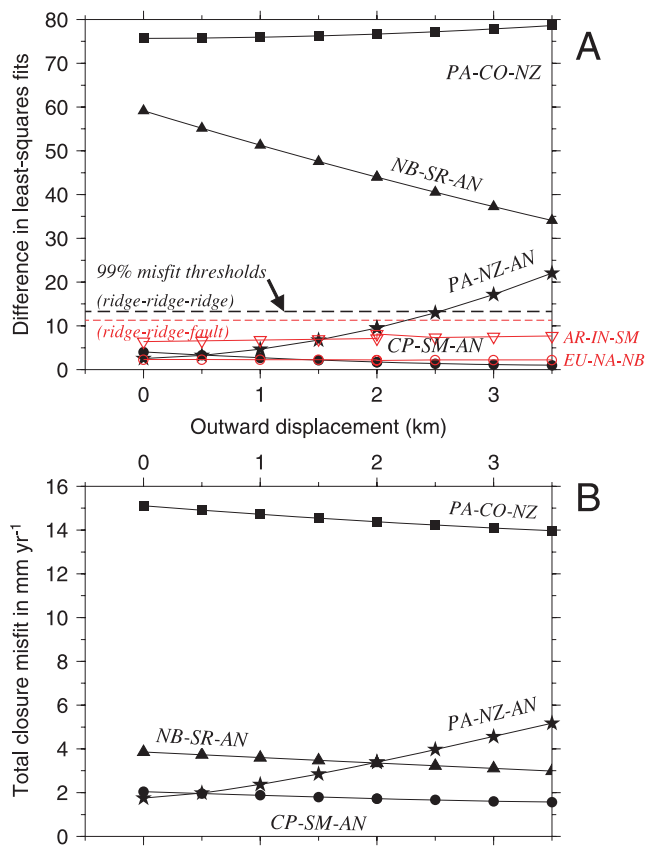 80
70
60
50
40
30
20
10
0
Difference in least-squares fits
A
PA-CO-NZ
NB-SR-AN
PA-NZ-AN
99% misfit thresholds
(ridge-ridge-ridge)
(ridge-ridge-fault)
CP-SM-AN
AR-IN-SM
EU-NA-NB
0 1 2 3
Outward displacement (km)
0 1 2 3
16
14
12
10
8
6
4
2
0
Total closure misfit in mm yr-1
B
PA-CO-NZ
PA-NZ-AN
NB-SR-AN
CP-SM-AN